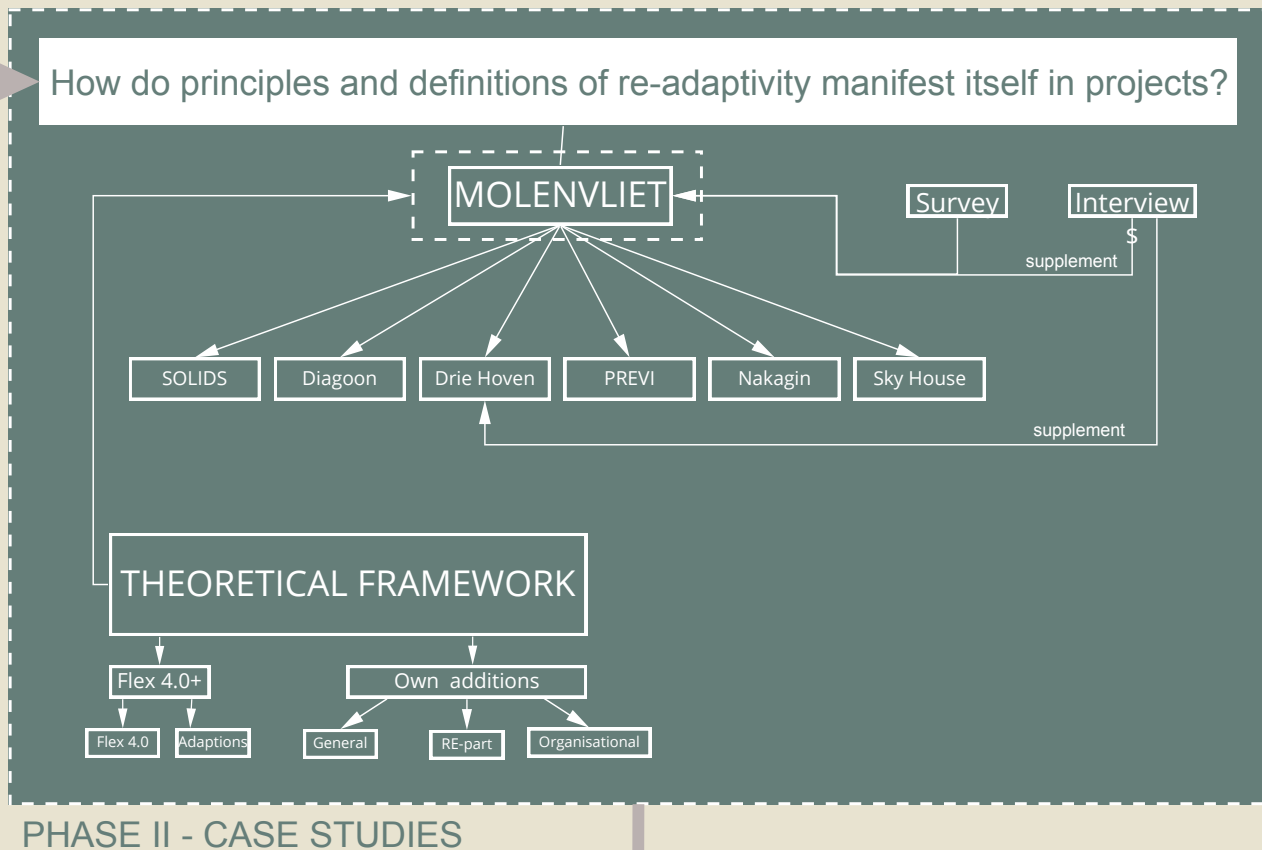 How do principles and definitions of re-adaptivity manifest itself in projects?
MOLENVLIET
Survey
Interview
s
supplement
SOLIDS
Diagoon
Drie Hoven
PREVI
Nakagin
Sky House
supplement
THEORETICAL FRAMEWORK
Flex 4.0+
Own additions
Flex 4.0
Adaptions
General
RE-part
Organisational
PHASE II - CASE STUDIES